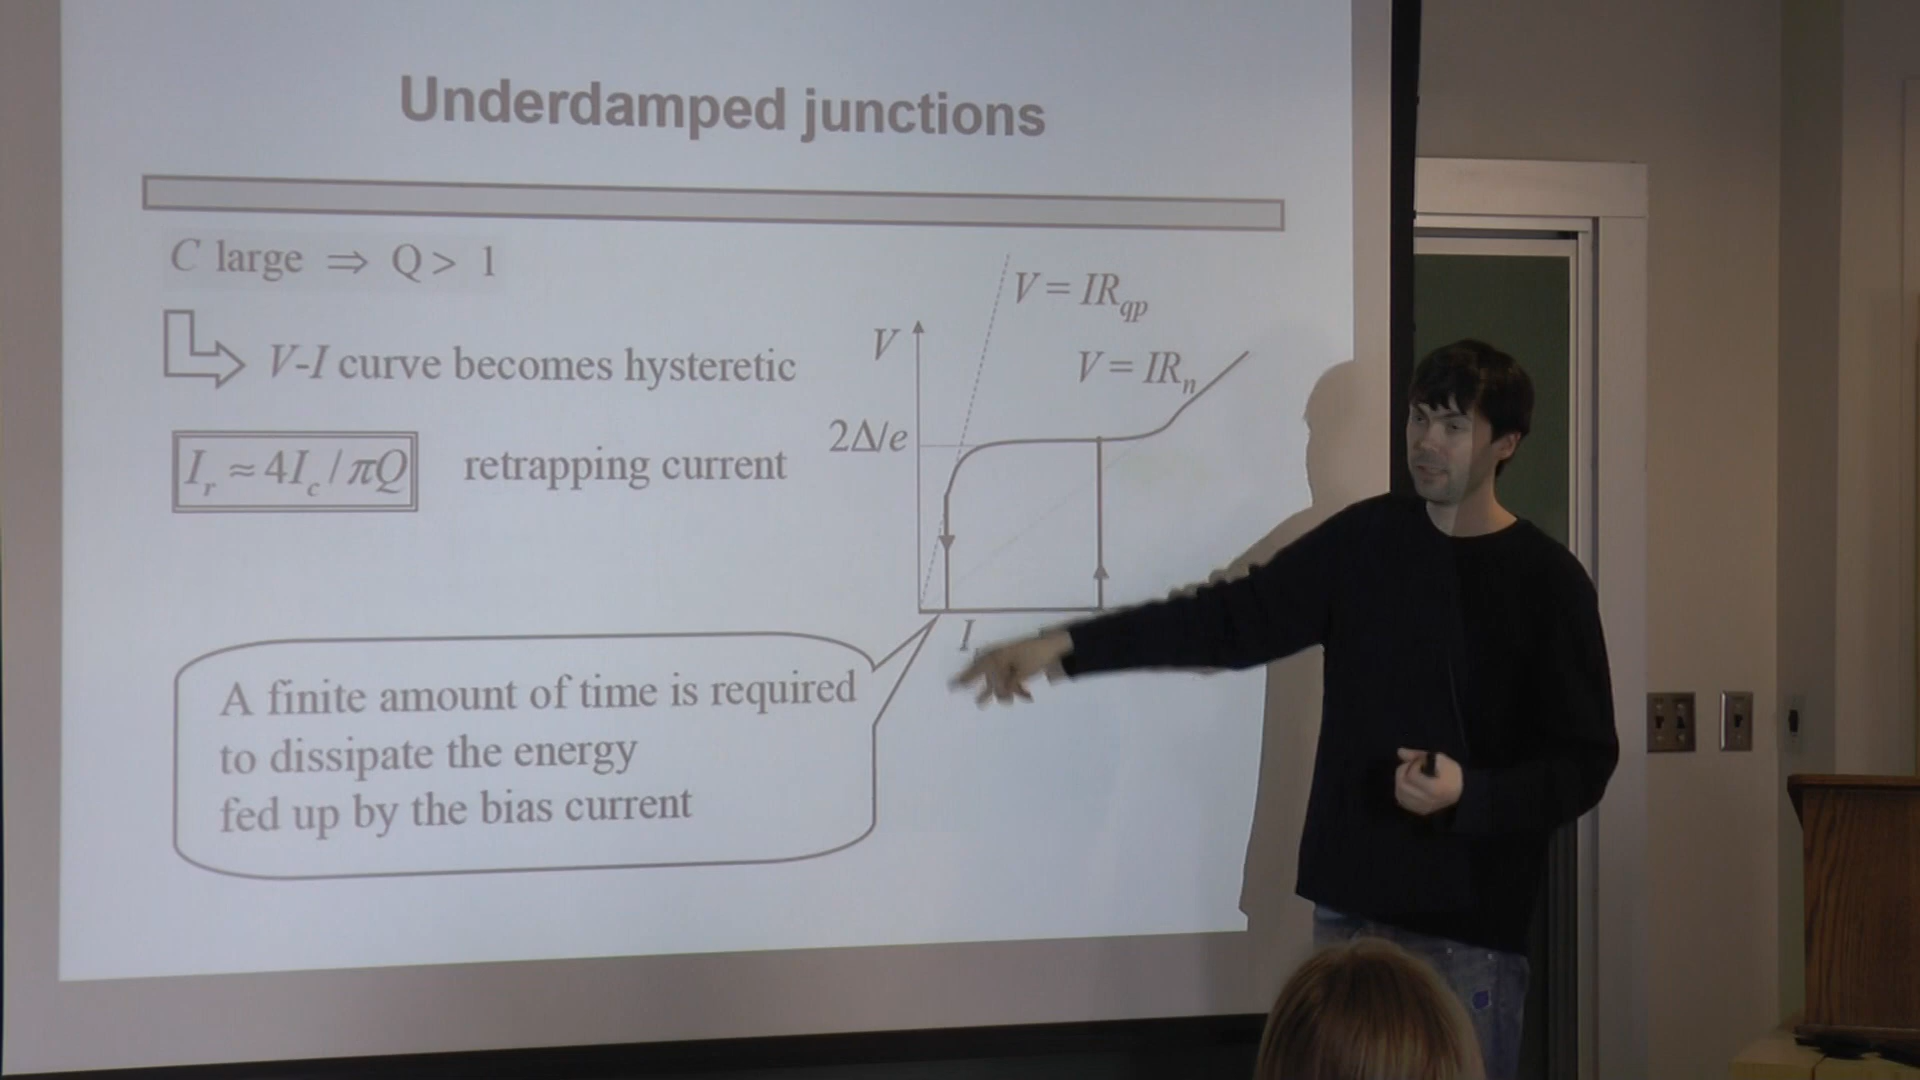 Underdamped junctions
C large ⇒ Q > 1
V-I curve becomes hysteretic
I_r ≈ 4I_c / πQ retrapping current
V = IR_qp
V
V = IR_n
2Δ/e
I
A finite amount of time is required
to dissipate the energy
fed up by the bias current